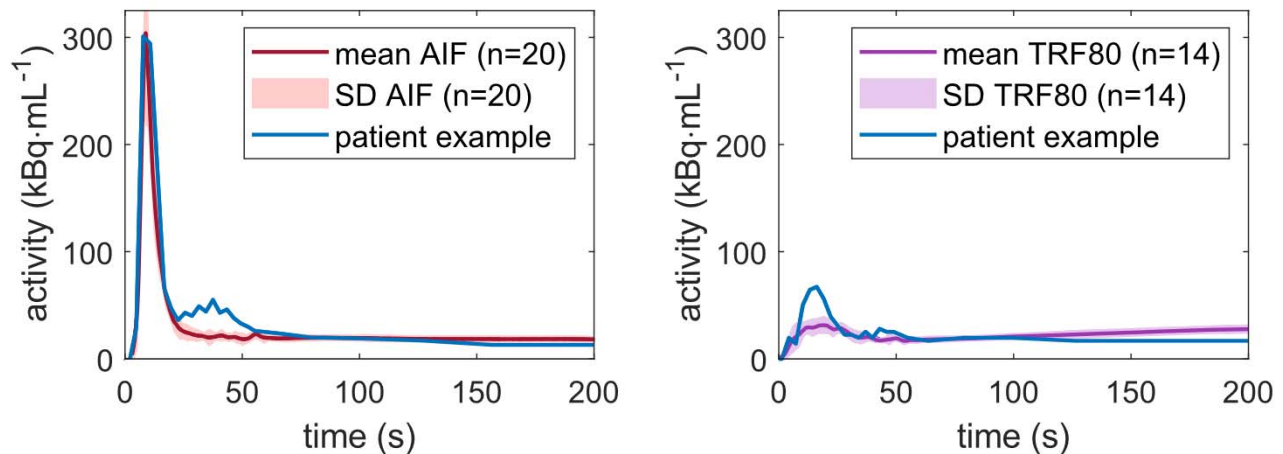 activity (kBq·mL⁻¹)
300
200
100
0
mean AIF (n=20)
SD AIF (n=20)
patient example
0 50 100 150 200
time (s)
activity (kBq·mL⁻¹)
300
200
100
0
mean TRF80 (n=14)
SD TRF80 (n=14)
patient example
0 50 100 150 200
time (s)